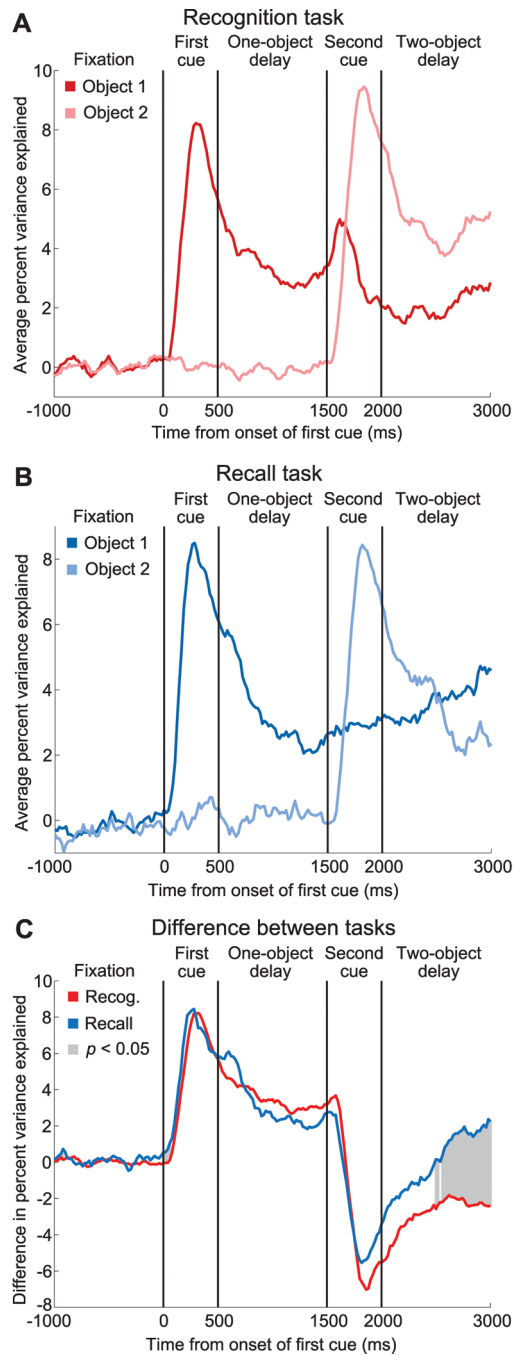 A
Recognition task
Fixation
First cue
One-object delay
Second cue
Two-object delay
Object 1
Object 2
Average percent variance explained
10
8
6
4
2
0
-1000
0
500
1500
2000
3000
Time from onset of first cue (ms)
B
Recall task
Fixation
First cue
One-object delay
Second cue
Two-object delay
Object 1
Object 2
Average percent variance explained
8
6
4
2
0
-1000
0
500
1500
2000
3000
Time from onset of first cue (ms)
C
Difference between tasks
Fixation
First cue
One-object delay
Second cue
Two-object delay
Recog.
Recall
p < 0.05
Difference in percent variance explained
10
8
6
4
2
0
-2
-4
-6
-8
-1000
0
500
1500
2000
3000
Time from onset of first cue (ms)